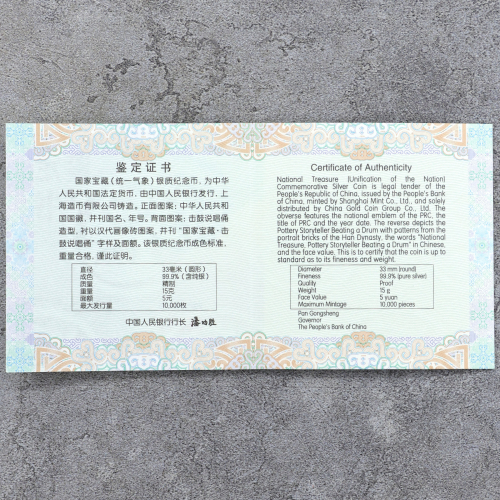 鉴定证书
国家宝藏（统一气象）银质纪念币，为中华
人民共和国法定货币，由中国人民银行发行，上
海造币有限公司铸造。正面图案：中华人民共和
国国徽，并刊国名、年号。背面图案：击鼓说唱俑
造型，衬以汉代画像砖图案，并刊“国家宝藏·击
鼓说唱俑”字样及面额。该银质纪念币成色标准，
重量合格，谨此证明。
直径 33毫米（圆形）
成色 99.9%（含纯银）
质量 精制
重量 15克
面额 5元
最大发行量 10,000枚
中国人民银行行长 潘功胜
Certificate of Authenticity
National Treasure (Unification of the Nation)
Commemorative Silver Coin is legal tender of the
People's Republic of China, issued by the People's Bank
of China, minted by Shanghai Mint Co., Ltd., and solely
distributed by China Gold Coin Group Co., Ltd. The
obverse features the national emblem of the PRC, the
title of PRC and the year date. The reverse depicts the
Pottery Storyteller Beating a Drum with patterns from the
portrait bricks of the Han Dynasty, the words "National
Treasure, Pottery Storyteller Beating a Drum" in Chinese,
and the face value. This is to certify that the coin is up to
standard as to its fineness and weight.
Diameter 33 mm (round)
Fineness 99.9% (pure silver)
Quality Proof
Weight 15 g
Face Value 5 yuan
Maximum Mintage 10,000 pieces
Pan Gongsheng
Governor
The People's Bank of China